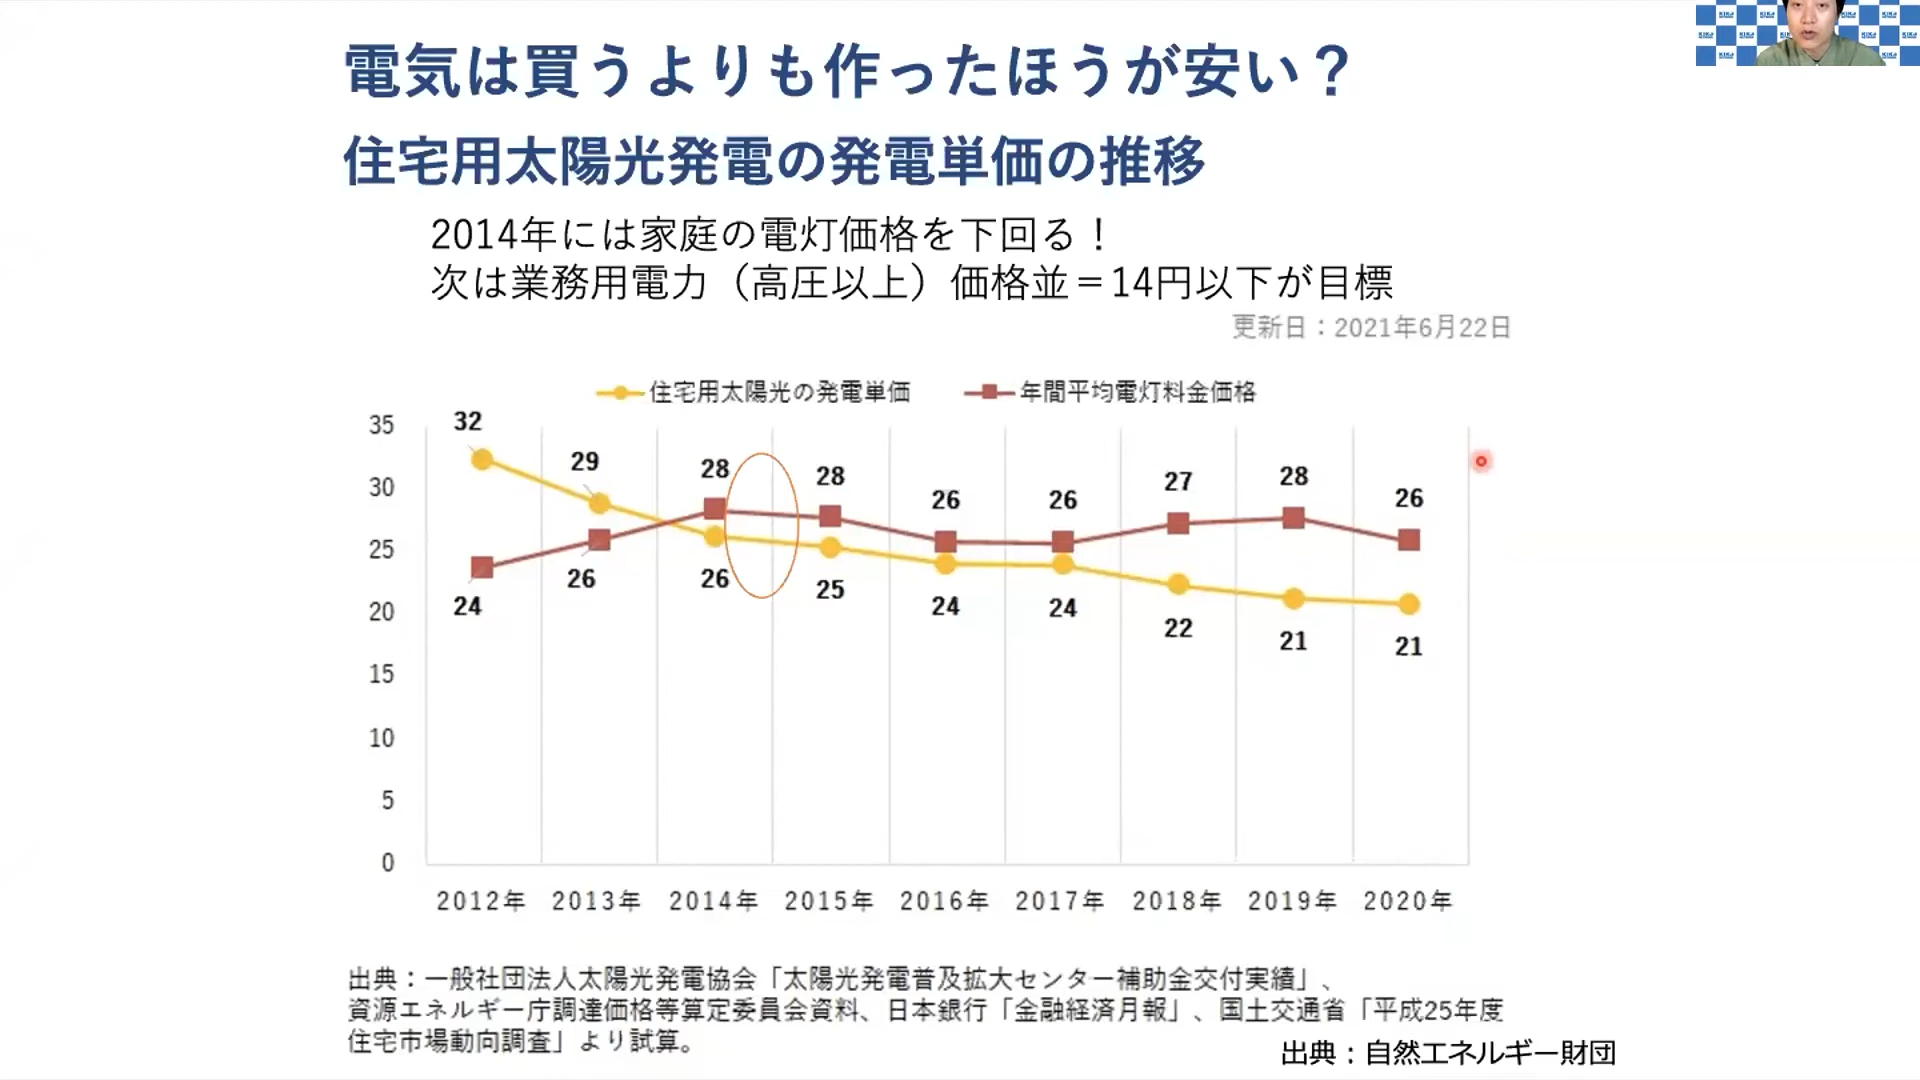 電気は買うよりも作ったほうが安い？
住宅用太陽光発電の発電単価の推移
2014年には家庭の電灯価格を下回る！
次は業務用電力（高圧以上）価格並＝14円以下が目標
更新日：2021年6月22日
住宅用太陽光の発電単価 年間平均電灯料金価格
35
30
25
20
15
10
5
0
32 29 28 28 26 26 27 28 26
24 26 26 25 24 24 22 21 21
2012年 2013年 2014年 2015年 2016年 2017年 2018年 2019年 2020年
出典：一般社団法人太陽光発電協会「太陽光発電普及拡大センター補助金交付実績」、
資源エネルギー庁調達価格等算定委員会資料、日本銀行「金融経済月報」、国土交通省「平成25年度
住宅市場動向調査」より試算。
出典：自然エネルギー財団